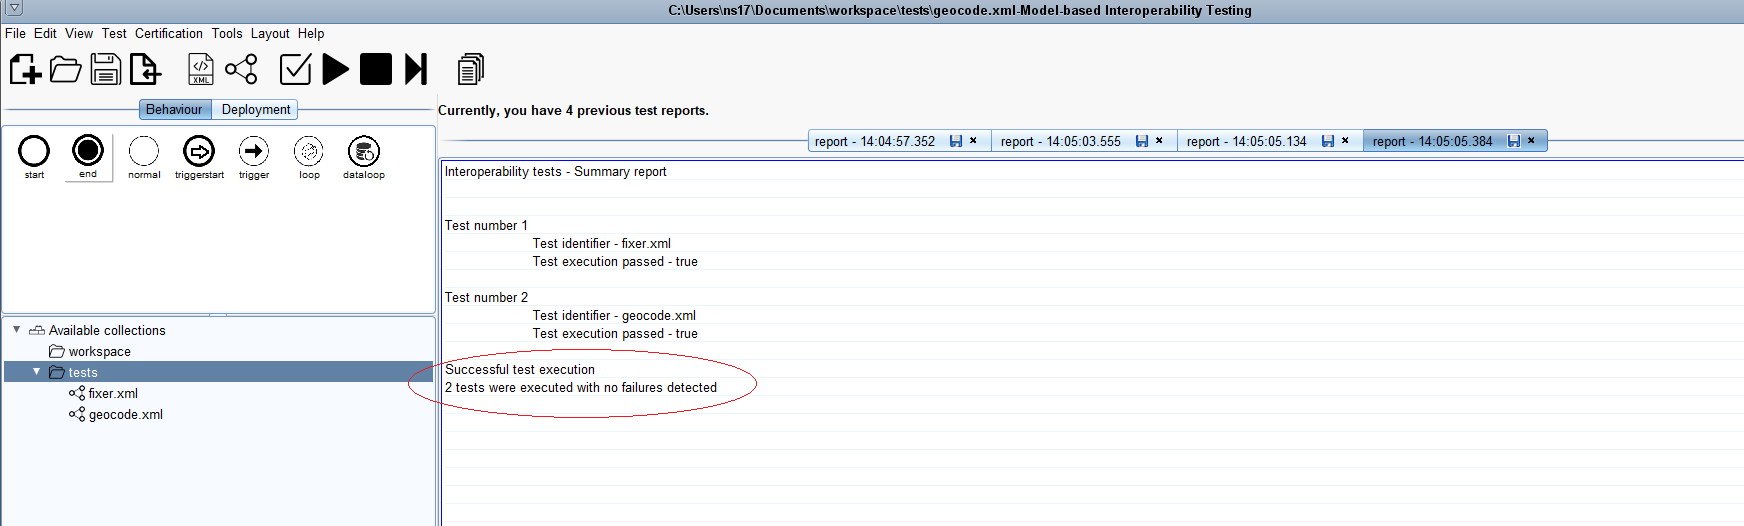 C:\Users\ns17\Documents\workspace\tests\geocode.xml-Model-based Interoperability Testing
File Edit View Test Certification Tools Layout Help
XML
Behaviour Deployment
Currently, you have 4 previous test reports.
start end normal triggerstart trigger loop dataloop
report - 14:04:57.352 report - 14:05:03.555 report - 14:05:05.134 report - 14:05:05.384
Interoperability tests - Summary report
Test number 1
Test identifier - fixer.xml
Test execution passed - true
Test number 2
Test identifier - geocode.xml
Test execution passed - true
Successful test execution
2 tests were executed with no failures detected
Available collections
workspace
tests
fixer.xml
geocode.xml